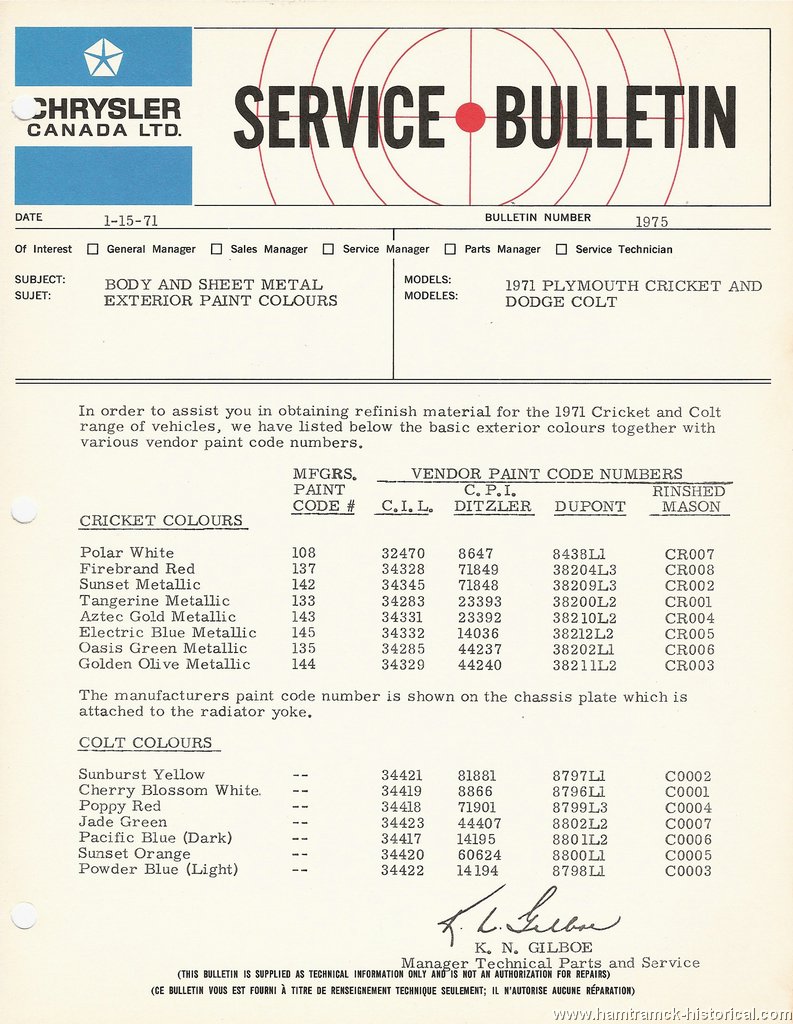 CHRYSLER
CANADA LTD.
SERVICE BULLETIN
DATE 1-15-71 BULLETIN NUMBER 1975
Of Interest General Manager Sales Manager Service Manager Parts Manager Service Technician
SUBJECT: BODY AND SHEET METAL
SUJET: EXTERIOR PAINT COLOURS
MODELS: 1971 PLYMOUTH CRICKET AND
MODELES: DODGE COLT
In order to assist you in obtaining refinish material for the 1971 Cricket and Colt
range of vehicles, we have listed below the basic exterior colours together with
various vendor paint code numbers.
MFGRS. VENDOR PAINT CODE NUMBERS
PAINT C.P.I. RINSHED
CODE # C.I.L. DITZLER DUPONT MASON
CRICKET COLOURS
Polar White 108 32470 8647 8438L1 CR007
Firebrand Red 137 34328 71849 38204L3 CR008
Sunset Metallic 142 34345 71848 38209L3 CR002
Tangerine Metallic 133 34283 23393 38200L2 CR001
Aztec Gold Metallic 143 34331 23392 38210L2 CR004
Electric Blue Metallic 145 34332 14036 38212L2 CR005
Oasis Green Metallic 135 34285 44237 38202L1 CR006
Golden Olive Metallic 144 34329 44240 38211L2 CR003
The manufacturers paint code number is shown on the chassis plate which is
attached to the radiator yoke.
COLT COLOURS
Sunburst Yellow -- 34421 81881 8797L1 C0002
Cherry Blossom White. -- 34419 8866 8796L1 C0001
Poppy Red -- 34418 71901 8799L3 C0004
Jade Green -- 34423 44407 8802L2 C0007
Pacific Blue (Dark) -- 34417 14195 8801L2 C0006
Sunset Orange -- 34420 60624 8800L1 C0005
Powder Blue (Light) -- 34422 14194 8798L1 C0003
K. N. GILBOE
Manager Technical Parts and Service
(THIS BULLETIN IS SUPPLIED AS TECHNICAL INFORMATION ONLY AND IS NOT AN AUTHORIZATION FOR REPAIRS)
(CE BULLETIN VOUS EST FOURNI À TITRE DE RENSEIGNEMENT TECHNIQUE SEULEMENT; IL N'AUTORISE AUCUNE RÉPARATION)
www.hamtramck-historical.com